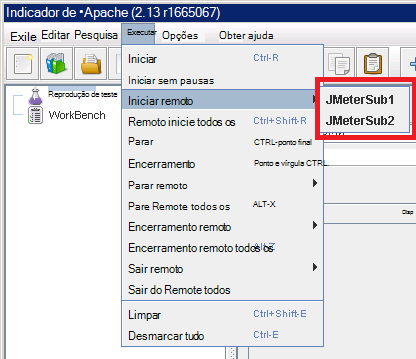 Indicador de •Apache (2.13 r1665067)
Exile Editar Pesquisa Executar Opções Obter ajuda
Iniciar Ctrl-R
Iniciar sem pausas
Iniciar remoto
JMeterSub1
JMeterSub2
Reprodução de teste
WorkBench
Remoto inicie todos os Ctrl+Shift-R
Parar CTRL-ponto final
Encerramento Ponto e vírgula CTRL.
Parar remoto
Pare Remote todos os ALT-X
Encerramento remoto
Encerramento remoto todos os Alt-Z
Sair remoto
Sair do Remote todos
Limpar Ctrl+Shift-E
Desmarcar tudo Ctrl-E